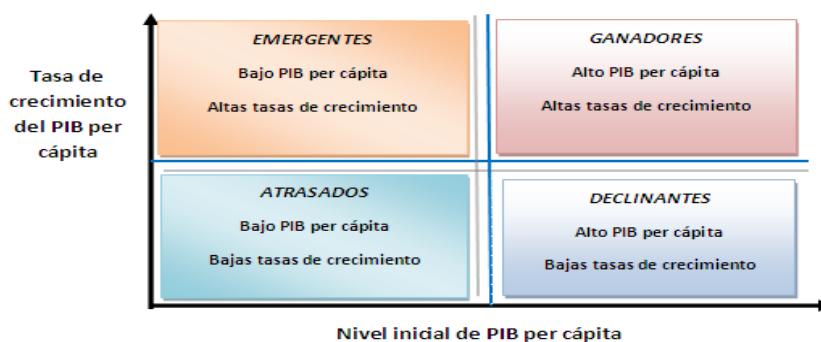 Tasa de
crecimiento
del PIB per
cápita
EMERGENTES
Bajo PIB per cápita
Altas tasas de crecimiento
GANADORES
Alto PIB per cápita
Altas tasas de crecimiento
ATRASADOS
Bajo PIB per cápita
Bajas tasas de crecimiento
DECLINANTES
Alto PIB per cápita
Bajas tasas de crecimiento
Nivel inicial de PIB per cápita